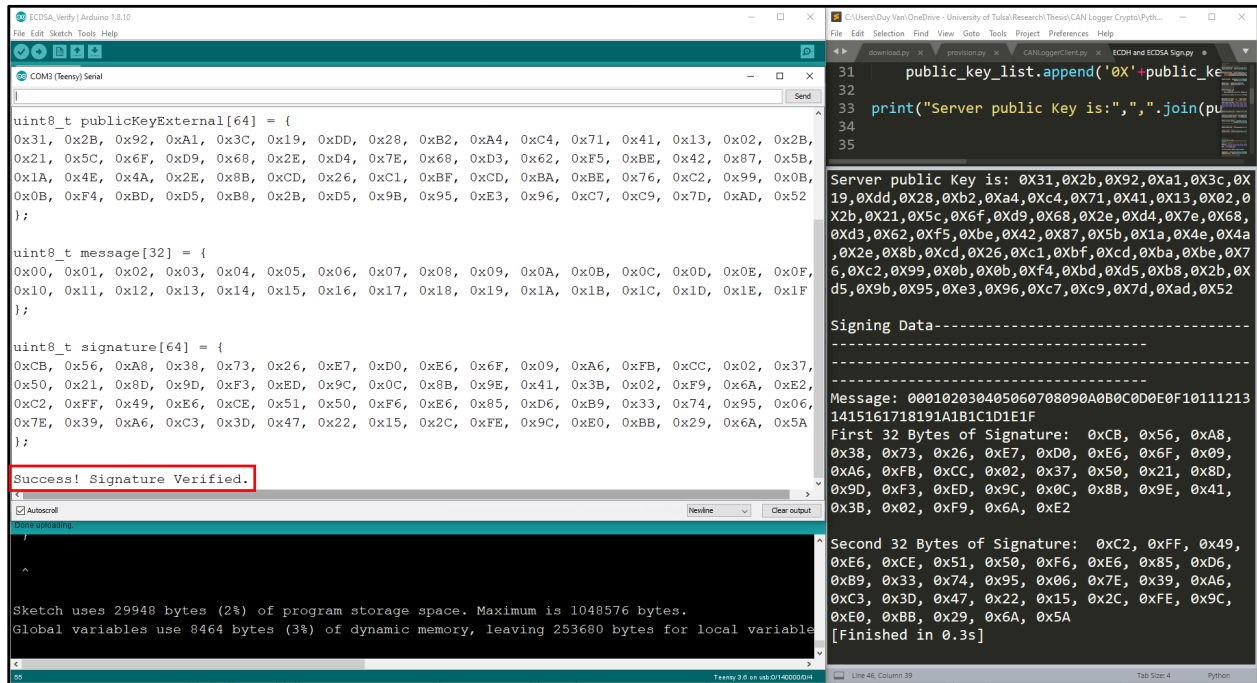 ECDSA_Verify | Arduino 1.8.10
File Edit Sketch Tools Help
COM3 (Teensy) Serial
Send
uint8_t publicKeyExternal[64] = {
0x31, 0x2B, 0x92, 0xA1, 0x3C, 0x19, 0xDD, 0x28, 0xB2, 0xA4, 0xC4, 0x71, 0x41, 0x13, 0x02, 0x2B,
0x21, 0x5C, 0x6F, 0xD9, 0x68, 0x2E, 0xD4, 0x7E, 0x68, 0xD3, 0x62, 0xF5, 0xBE, 0x42, 0x87, 0x5B,
0x1A, 0x4E, 0x4A, 0x2E, 0x8B, 0xCD, 0x26, 0xC1, 0xBF, 0xCD, 0xBA, 0xBE, 0x76, 0xC2, 0x99, 0x0B,
0x0B, 0xF4, 0xBD, 0xD5, 0xB8, 0x2B, 0xD5, 0x9B, 0x95, 0xE3, 0x96, 0xC7, 0xC9, 0x7D, 0xAD, 0x52
};
uint8_t message[32] = {
0x00, 0x01, 0x02, 0x03, 0x04, 0x05, 0x06, 0x07, 0x08, 0x09, 0x0A, 0x0B, 0x0C, 0x0D, 0x0E, 0x0F,
0x10, 0x11, 0x12, 0x13, 0x14, 0x15, 0x16, 0x17, 0x18, 0x19, 0x1A, 0x1B, 0x1C, 0x1D, 0x1E, 0x1F
};
uint8_t signature[64] = {
0xCB, 0x56, 0xA8, 0x38, 0x73, 0x26, 0xE7, 0xD0, 0xE6, 0x6F, 0x09, 0xA6, 0xFB, 0xCC, 0x02, 0x37,
0x50, 0x21, 0x8D, 0x9D, 0xF3, 0xED, 0x9C, 0x0C, 0x8B, 0x9E, 0x41, 0x3B, 0x02, 0xF9, 0x6A, 0xE2,
0xC2, 0xFF, 0x49, 0xE6, 0xCE, 0x51, 0x50, 0xF6, 0xE6, 0x85, 0xD6, 0xB9, 0x33, 0x74, 0x95, 0x06,
0x7E, 0x39, 0xA6, 0xC3, 0x3D, 0x47, 0x22, 0x15, 0x2C, 0xFE, 0x9C, 0xE0, 0xBB, 0x29, 0x6A, 0x5A
};
Success! Signature Verified.
Autoscroll
Newline
Clear output
Done uploading.
}
^
Sketch uses 29948 bytes (2%) of program storage space. Maximum is 1048576 bytes.
Global variables use 8464 bytes (3%) of dynamic memory, leaving 253680 bytes for local variable
55
Teensy 3.6 on usb:0/140000/0/4
C:\Users\Duy Van\OneDrive - University of Tulsa\Research\Thesis\CAN Logger Crypto\Pyth...
File Edit Selection Find View Goto Tools Project Preferences Help
download.py
provision.py
CANLoggerClient.py
ECDH and ECDSA Sign.py
31 public_key_list.append('0X'+public_ke
32
33 print("Server public Key is:",",".join(pu
34
35
Server public Key is: 0X31,0X2b,0X92,0Xa1,0X3c,0X
19,0Xdd,0X28,0Xb2,0Xa4,0Xc4,0X71,0X41,0X13,0X02,0
X2b,0X21,0X5c,0X6f,0Xd9,0X68,0X2e,0Xd4,0X7e,0X68,
0Xd3,0X62,0Xf5,0Xbe,0X42,0X87,0X5b,0X1a,0X4e,0X4a
,0X2e,0X8b,0Xcd,0X26,0Xc1,0Xbf,0Xcd,0Xba,0Xbe,0X7
6,0Xc2,0X99,0X0b,0X0b,0Xf4,0Xbd,0Xd5,0Xb8,0X2b,0X
d5,0X9b,0X95,0Xe3,0X96,0Xc7,0Xc9,0X7d,0Xad,0X52
Signing Data-------------------------------------
-------------------------------------
-------------------------------------------------
-------------------------------------
Message: 000102030405060708090A0B0C0D0E0F10111213
1415161718191A1B1C1D1E1F
First 32 Bytes of Signature:  0xCB, 0x56, 0xA8,
0x38, 0x73, 0x26, 0xE7, 0xD0, 0xE6, 0x6F, 0x09,
0xA6, 0xFB, 0xCC, 0x02, 0x37, 0x50, 0x21, 0x8D,
0x9D, 0xF3, 0xED, 0x9C, 0x0C, 0x8B, 0x9E, 0x41,
0x3B, 0x02, 0xF9, 0x6A, 0xE2
Second 32 Bytes of Signature:  0xC2, 0xFF, 0x49,
0xE6, 0xCE, 0x51, 0x50, 0xF6, 0xE6, 0x85, 0xD6,
0xB9, 0x33, 0x74, 0x95, 0x06, 0x7E, 0x39, 0xA6,
0xC3, 0x3D, 0x47, 0x22, 0x15, 0x2C, 0xFE, 0x9C,
0xE0, 0xBB, 0x29, 0x6A, 0x5A
[Finished in 0.3s]
Line 46, Column 39
Tab Size: 4
Python